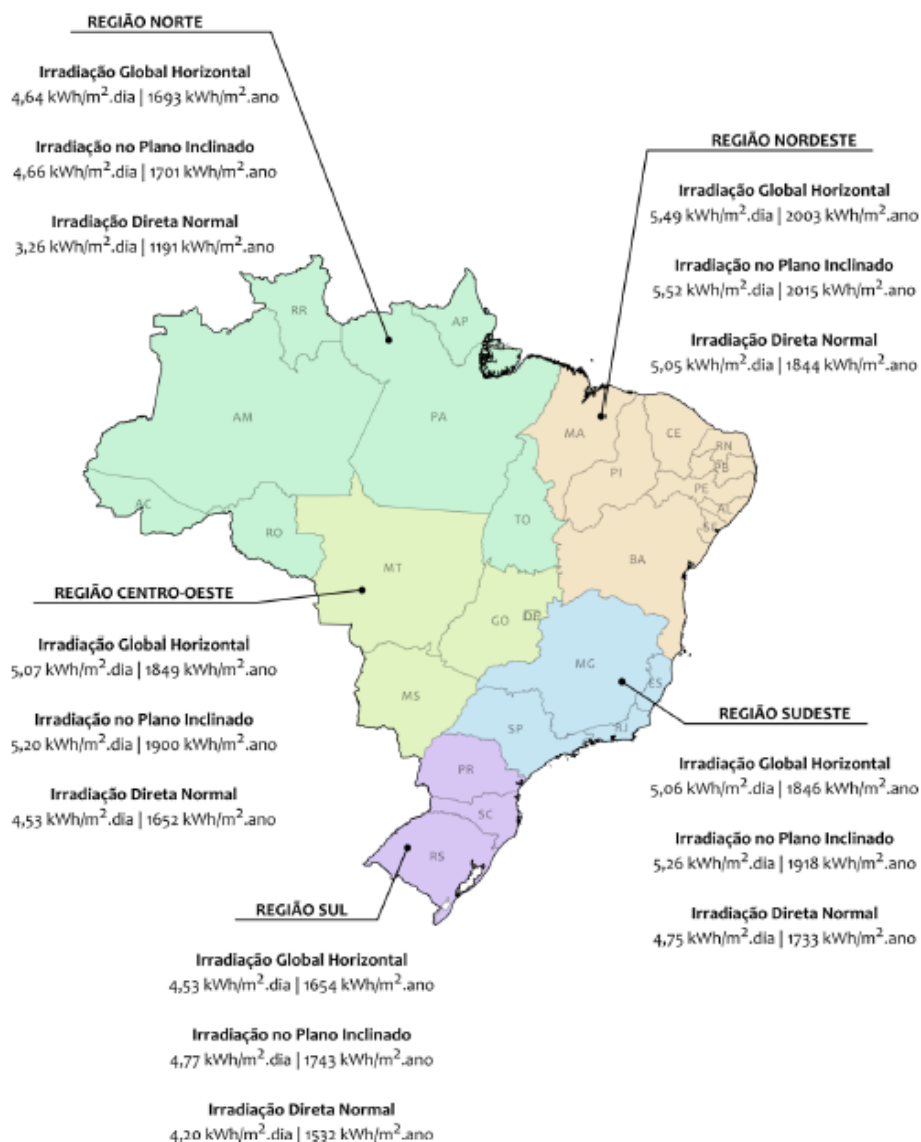 REGIÃO NORTE
Irradiação Global Horizontal
4,64 kWh/m².dia | 1693 kWh/m².ano
Irradiação no Plano Inclinado
4,66 kWh/m².dia | 1701 kWh/m².ano
Irradiação Direta Normal
3,26 kWh/m².dia | 1191 kWh/m².ano
REGIÃO NORDESTE
Irradiação Global Horizontal
5,49 kWh/m².dia | 2003 kWh/m².ano
Irradiação no Plano Inclinado
5,52 kWh/m².dia | 2015 kWh/m².ano
Irradiação Direta Normal
5,05 kWh/m².dia | 1844 kWh/m².ano
RR
AP
AM
PA
MA
CE
RN
PB
PI
PE
AL
SE
AC
RO
TO
BA
MT
GO
DF
MG
ES
MS
SP
RJ
PR
SC
RS
REGIÃO CENTRO-OESTE
Irradiação Global Horizontal
5,07 kWh/m².dia | 1849 kWh/m².ano
Irradiação no Plano Inclinado
5,20 kWh/m².dia | 1900 kWh/m².ano
Irradiação Direta Normal
4,53 kWh/m².dia | 1652 kWh/m².ano
REGIÃO SUDESTE
Irradiação Global Horizontal
5,06 kWh/m².dia | 1846 kWh/m².ano
Irradiação no Plano Inclinado
5,26 kWh/m².dia | 1918 kWh/m².ano
Irradiação Direta Normal
4,75 kWh/m².dia | 1733 kWh/m².ano
REGIÃO SUL
Irradiação Global Horizontal
4,53 kWh/m².dia | 1654 kWh/m².ano
Irradiação no Plano Inclinado
4,77 kWh/m².dia | 1743 kWh/m².ano
Irradiação Direta Normal
4,20 kWh/m².dia | 1532 kWh/m².ano